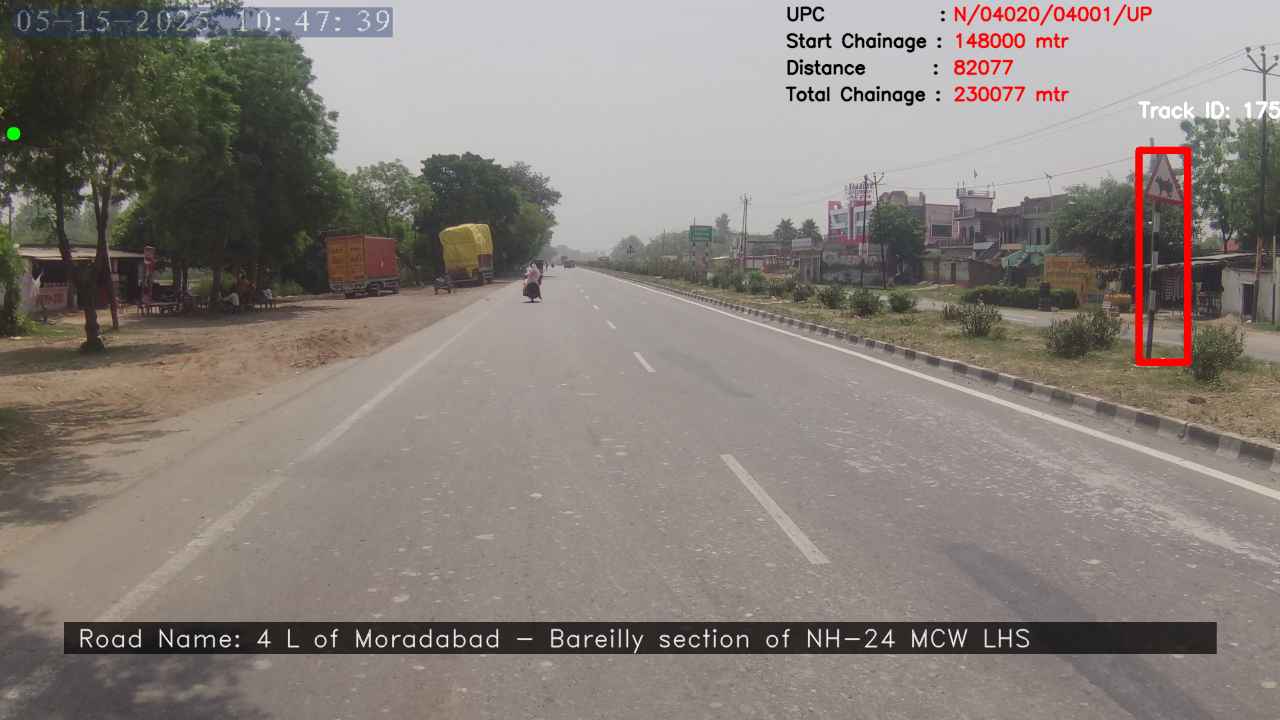 05-15-2025 10:47:39
UPC : N/04020/04001/UP
Start Chainage : 148000 mtr
Distance : 82077
Total Chainage : 230077 mtr
Track ID: 175
Road Name: 4 L of Moradabad - Bareilly section of NH-24 MCW LHS